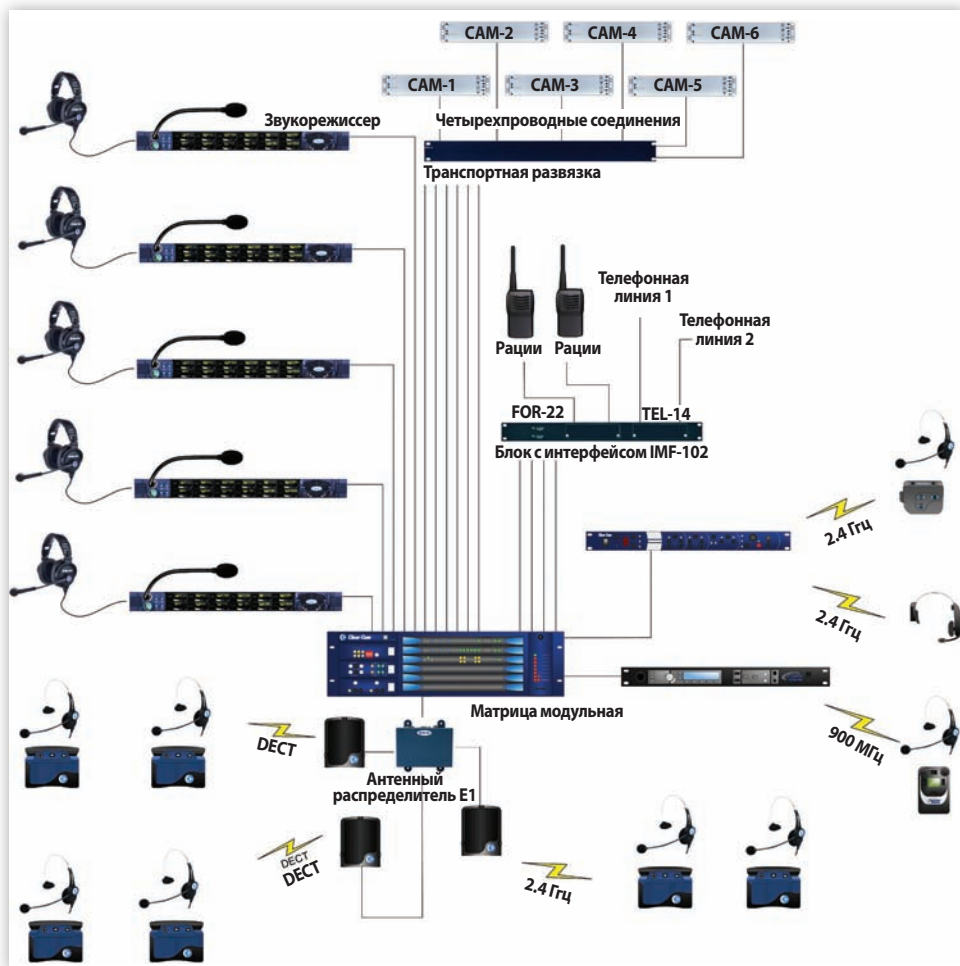 CAM-2
CAM-4
CAM-6
CAM-1
CAM-3
CAM-5
Звукорежиссер
Четырехпроводные соединения
Транспортная развязка
Телефонная
линия 1
Телефонная
линия 2
Рации
Рации
FOR-22
TEL-14
Блок с интерфейсом IMF-102
2.4 Ггц
2.4 Ггц
Clear-Com
Матрица модульная
900 МГц
DECT
Антенный
распределитель E1
DECT
DECT
2.4 Ггц